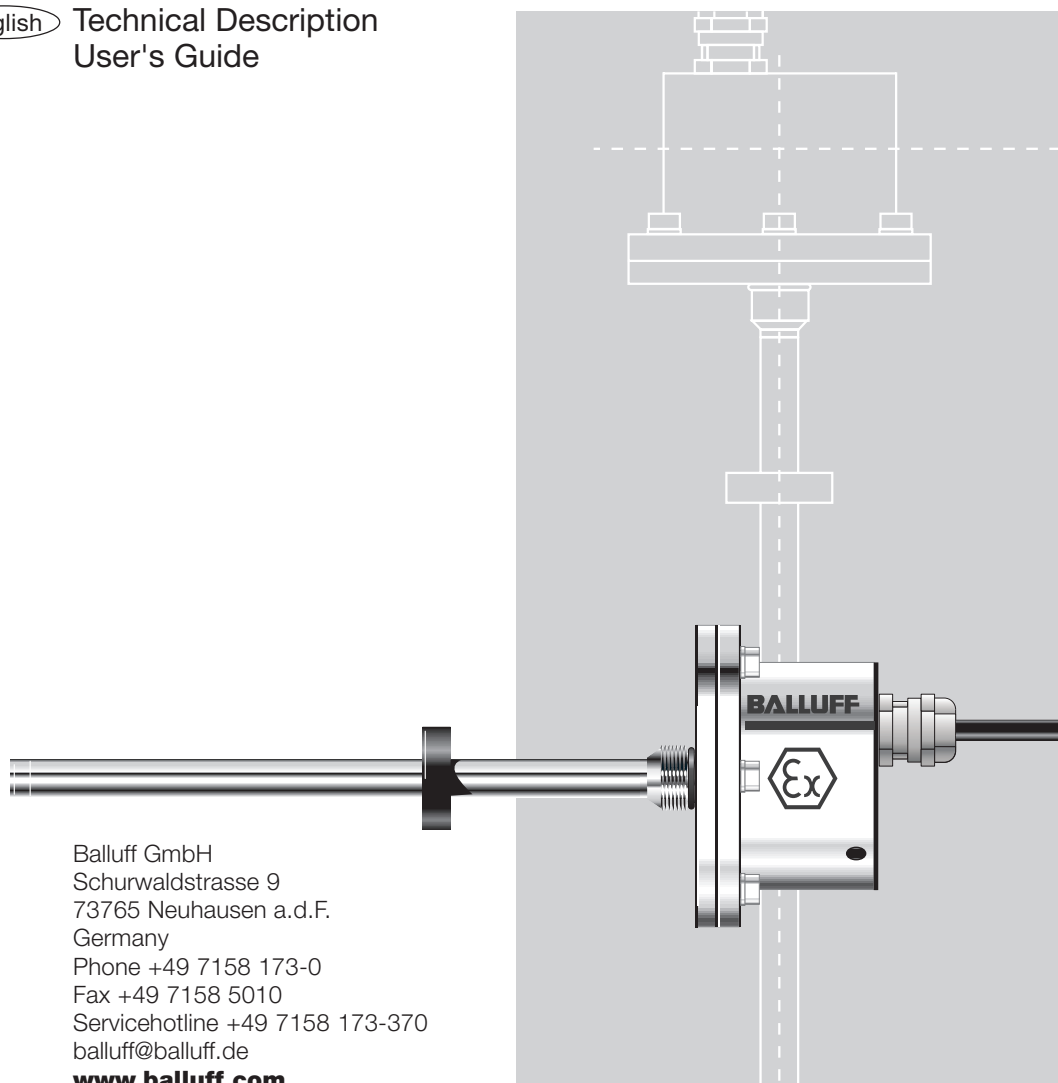 Technical Description
User's Guide
BALLUFF
Ex
Balluff GmbH
Schurwaldstrasse 9
73765 Neuhausen a.d.F.
Germany
Phone +49 7158 173-0
Fax +49 7158 5010
Servicehotline +49 7158 173-370
balluff@balluff.de
www.balluff.com